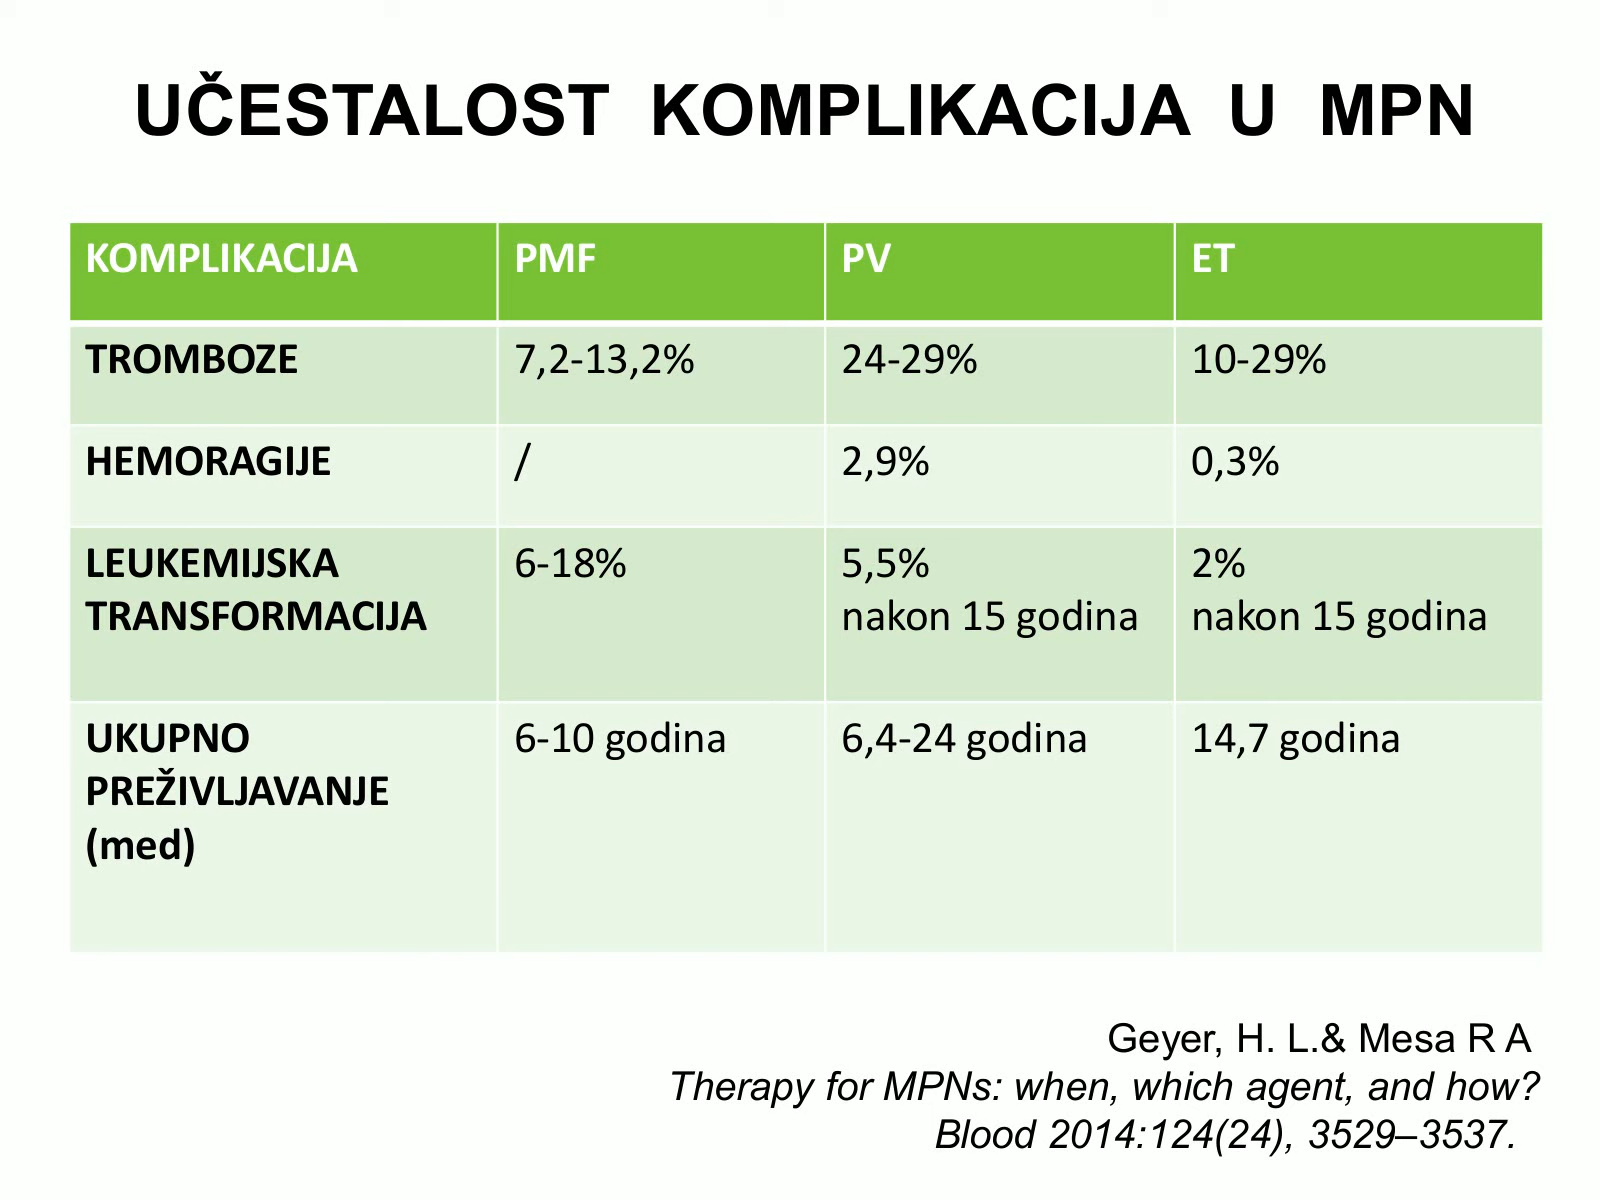 UČESTALOST KOMPLIKACIJA U MPN
KOMPLIKACIJA PMF PV ET
TROMBOZE 7,2-13,2% 24-29% 10-29%
HEMORAGIJE / 2,9% 0,3%
LEUKEMIJSKA 6-18% 5,5% 2%
TRANSFORMACIJA nakon 15 godina nakon 15 godina
UKUPNO 6-10 godina 6,4-24 godina 14,7 godina
PREŽIVLJAVANJE
(med)
Geyer, H. L.& Mesa R A
Therapy for MPNs: when, which agent, and how?
Blood 2014:124(24), 3529–3537.